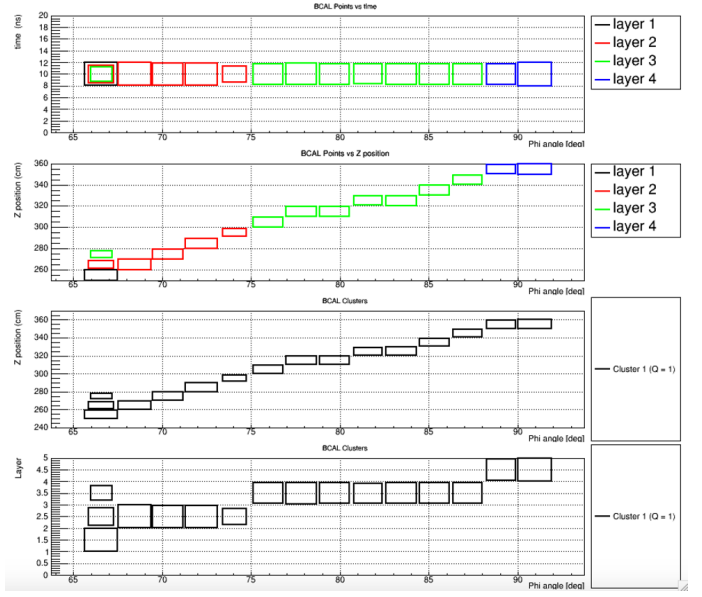 BCAL Points vs time
time (ns)
20
18
16
14
12
10
8
6
4
2
0
65 70 75 80 85 90
Phi angle [deg]
layer 1
layer 2
layer 3
layer 4
BCAL Points vs Z position
Z position (cm)
360
340
320
300
280
260
65 70 75 80 85 90
Phi angle [deg]
layer 1
layer 2
layer 3
layer 4
BCAL Clusters
Z position (cm)
360
340
320
300
280
260
240
65 70 75 80 85 90
Phi angle [deg]
Cluster 1 (Q = 1)
BCAL Clusters
Layer
5
4.5
4
3.5
3
2.5
2
1.5
1
0.5
0
65 70 75 80 85 90
Phi angle [deg]
Cluster 1 (Q = 1)